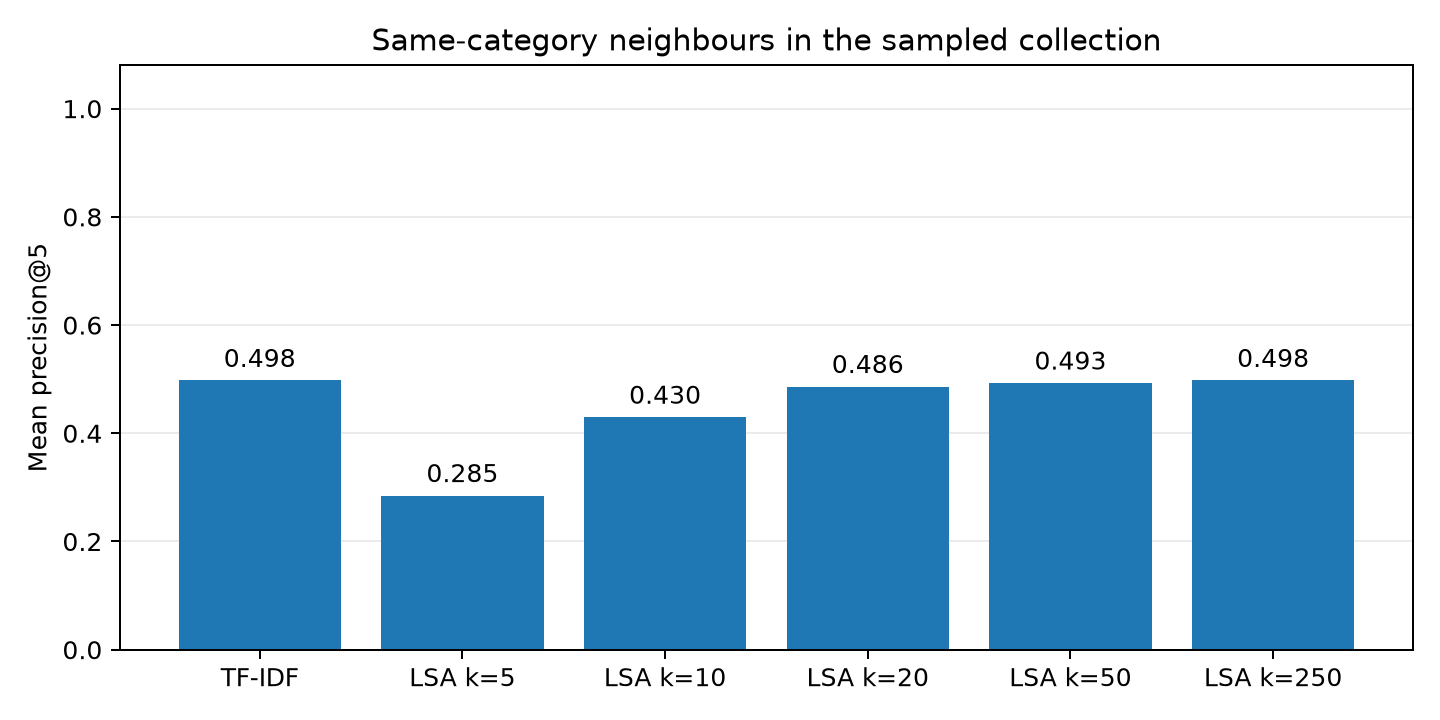 Same-category neighbours in the sampled collection
Mean precision@5
1.0
0.8
0.6
0.4
0.2
0.0
0.498
0.285
0.430
0.486
0.493
0.498
TF-IDF
LSA k=5
LSA k=10
LSA k=20
LSA k=50
LSA k=250